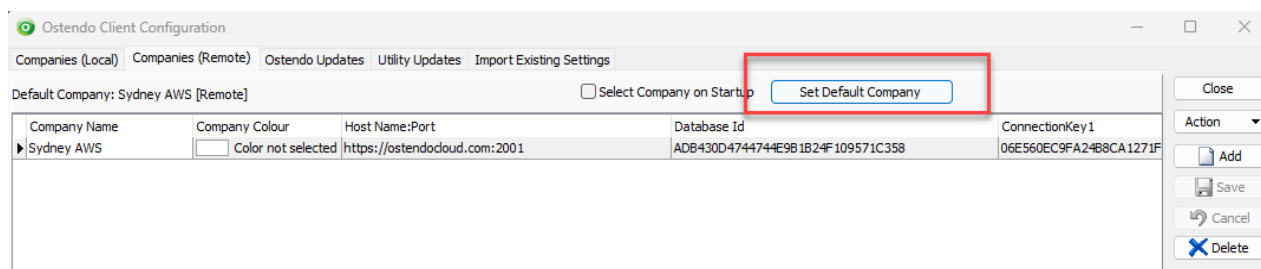 Ostendo Client Configuration
Companies (Local) Companies (Remote) Ostendo Updates Utility Updates Import Existing Settings
Default Company: Sydney AWS [Remote] Select Company on Startup Set Default Company Close
Company Name Company Colour Host Name:Port Database Id ConnectionKey1 Action
Sydney AWS Color not selected https://ostendocloud.com:2001 ADB430D4744744E9B1B24F109571C358 06E560EC9FA24B8CA1271F
Add
Save
Cancel
Delete